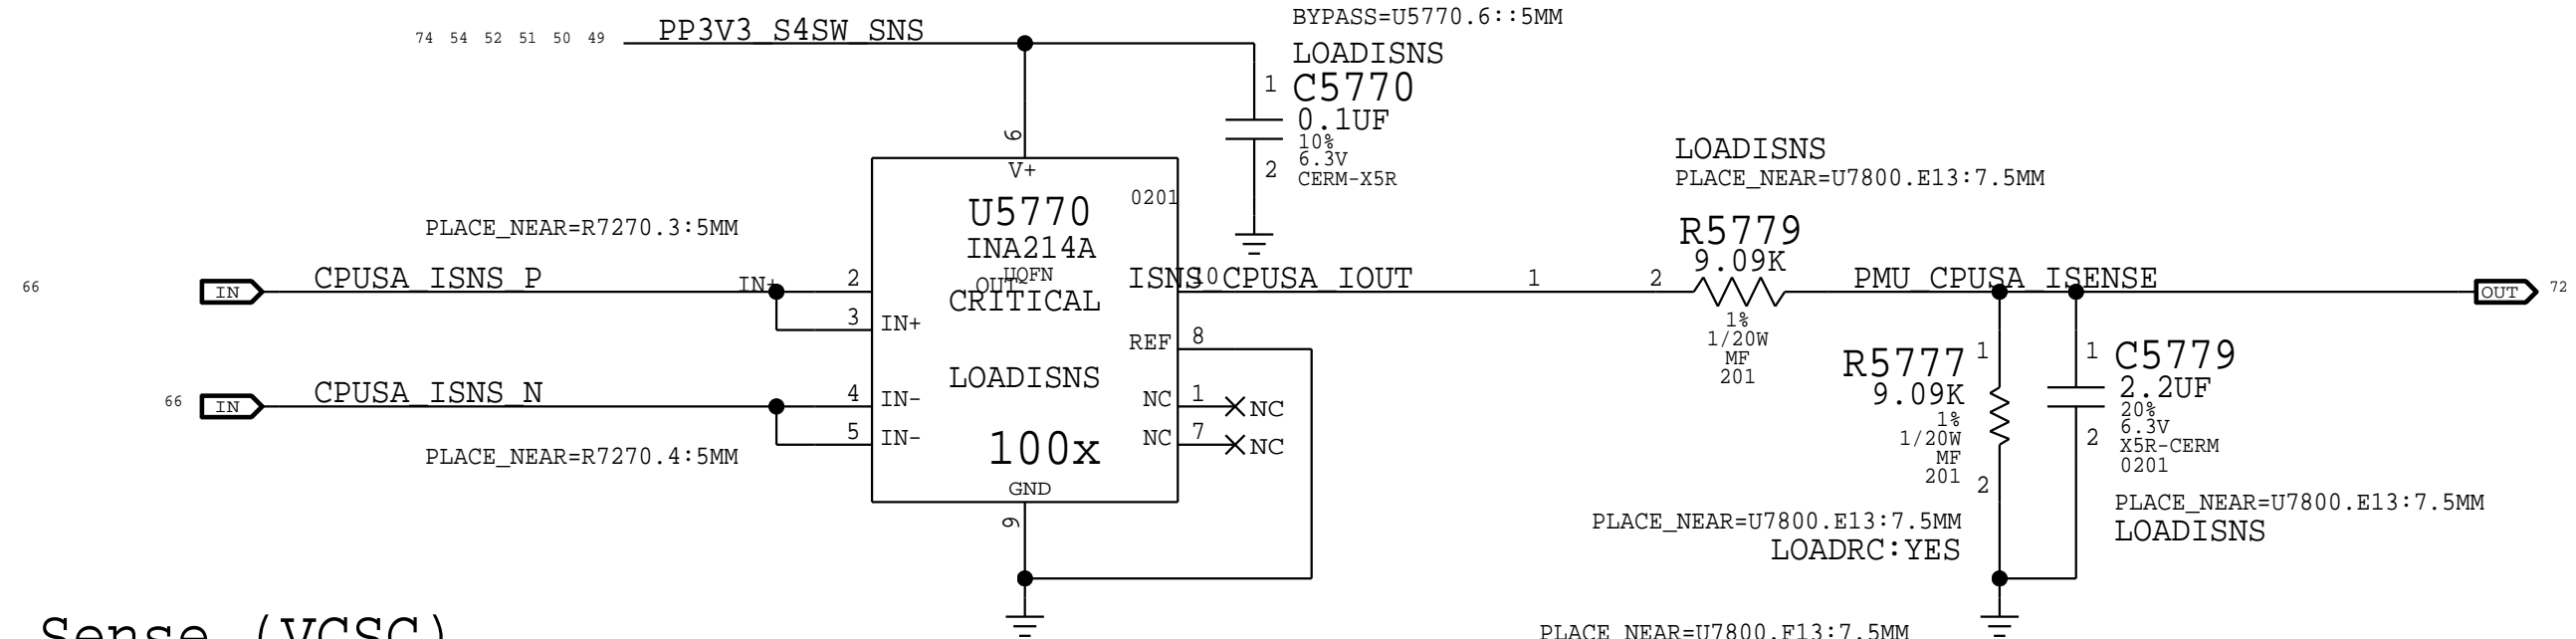 BYPASS=U5770.6::5MM
74 54 52 51 50 49 PP3V3_S4SW_SNS
LOADISNS
1 C5770
0.1UF
10%
6.3V
2 CERM-X5R
6
V+
0201
U5770
INA214A
UQFN
OUT
CRITICAL
LOADISNS
100x
GND
9
PLACE_NEAR=R7270.3:5MM
66 IN CPUSA_ISNS_P IN+ 2
3 IN+
66 IN CPUSA_ISNS_N 4 IN-
5 IN-
PLACE_NEAR=R7270.4:5MM
10 ISNS_CPUSA_IOUT 1 2
REF 8
NC 1 NC
NC 7 NC
LOADISNS
PLACE_NEAR=U7800.E13:7.5MM
R5779
9.09K
1%
1/20W
MF
201
PMU_CPUSA_ISENSE OUT 72
R5777 1
9.09K
1%
1/20W
MF
201
2
PLACE_NEAR=U7800.E13:7.5MM
LOADRC:YES
1 C5779
2.2UF
20%
6.3V
2 X5R-CERM
0201
PLACE_NEAR=U7800.E13:7.5MM
LOADISNS
Sense (VCSC)
PLACE_NEAR=U7800.F13:7.5MM